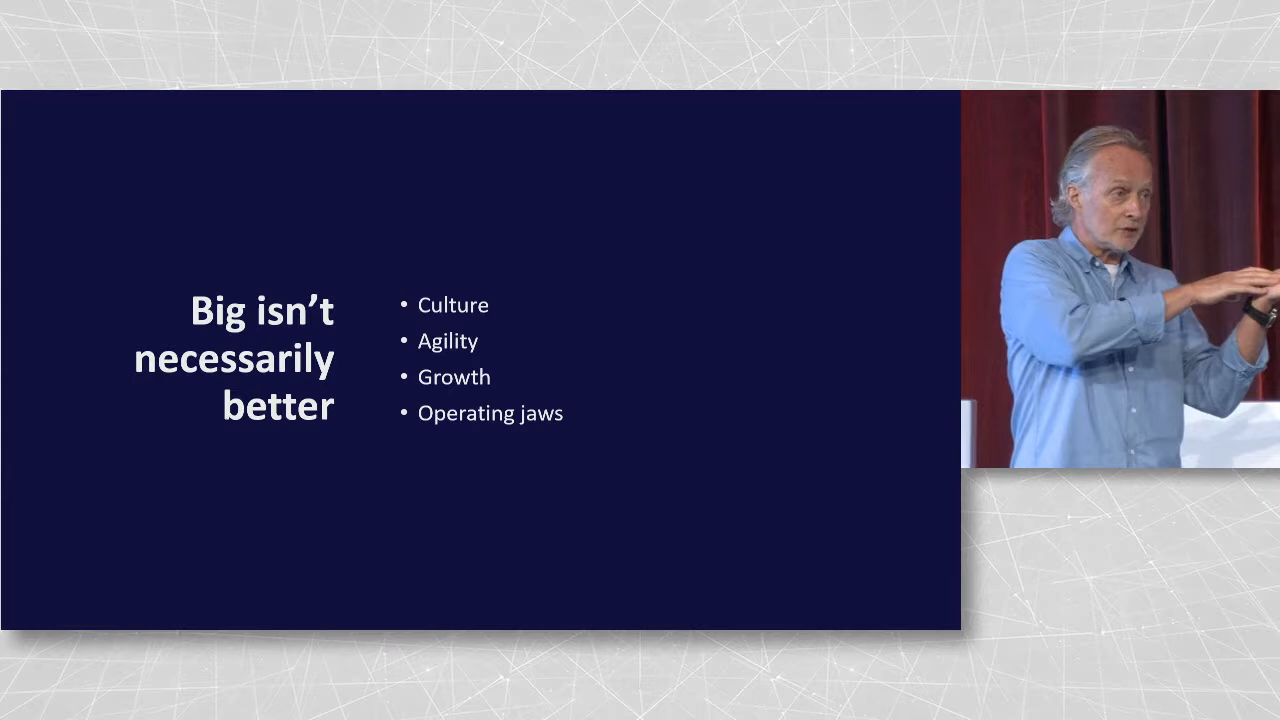 Big isn’t
necessarily
better
• Culture
• Agility
• Growth
• Operating jaws